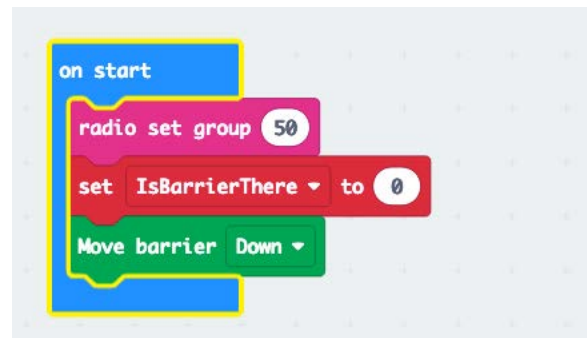 on start
radio set group 50
set IsBarrierThere to 0
Move barrier Down